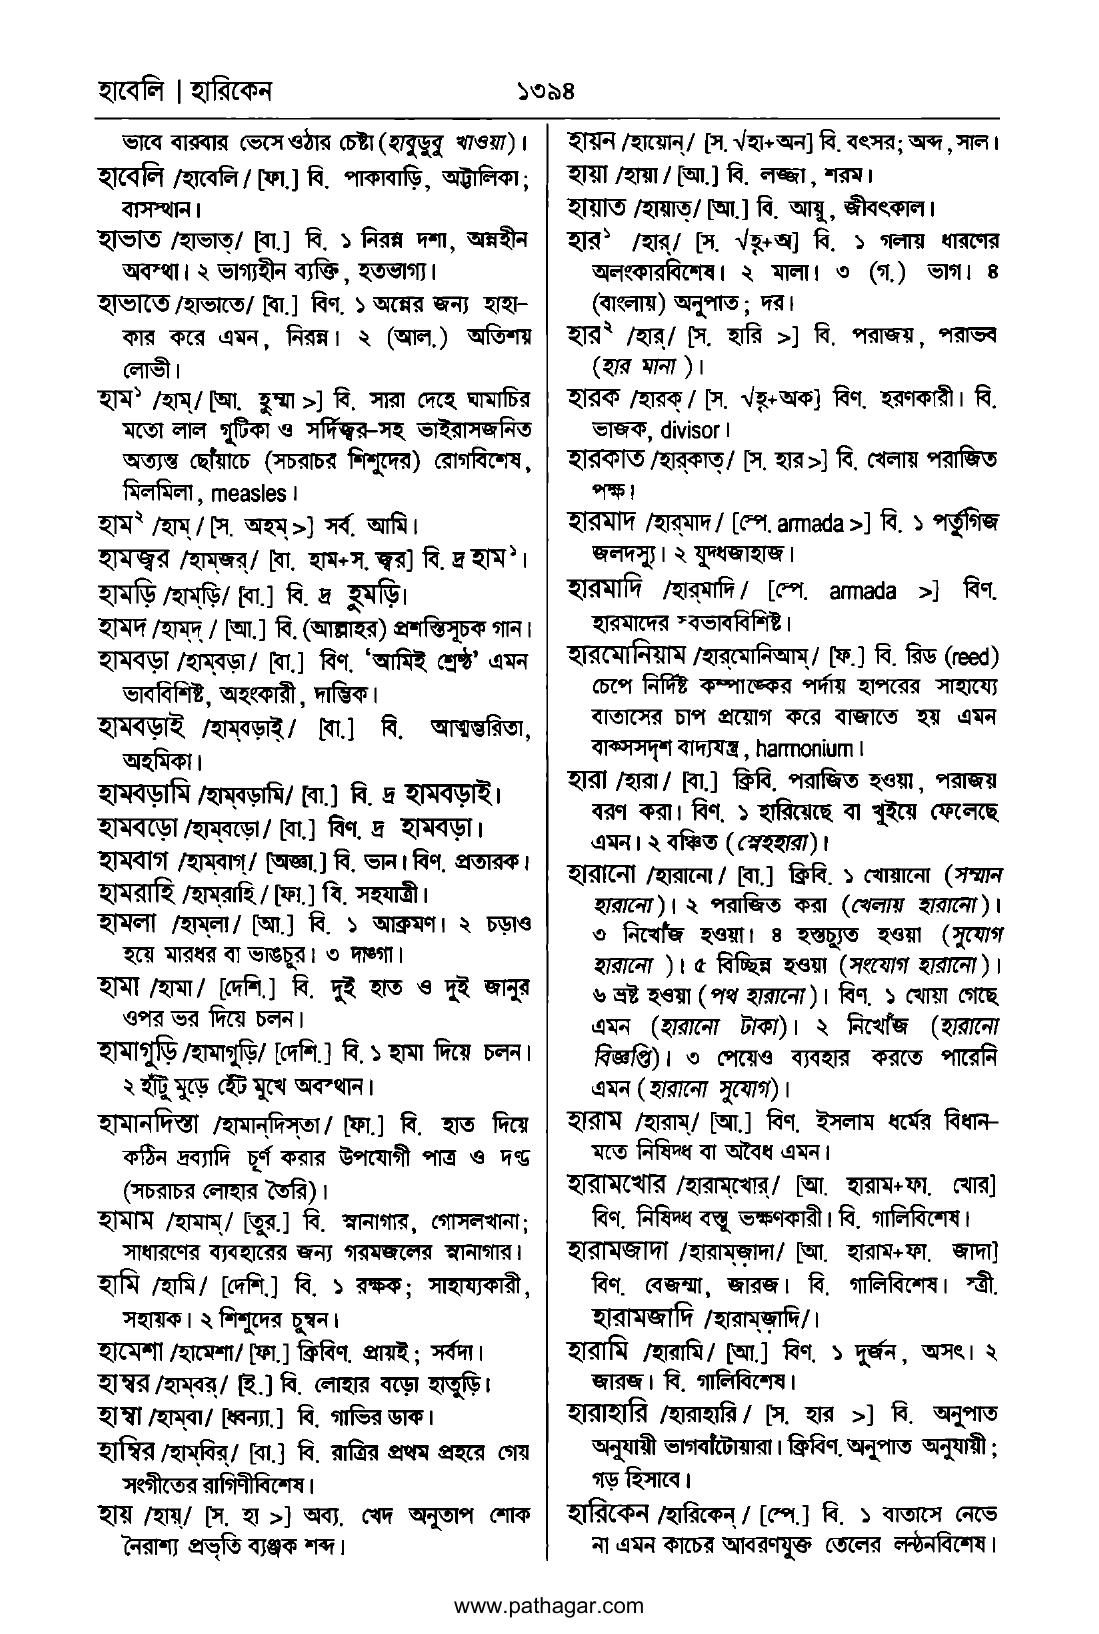 হাবেলি | হারিকেন
১৩৯৪
ভাবে বারবার ভেসে ওঠার চেষ্টা (হাবুডুবু খাওয়া)।
হাবেলি /হাবেলি/ [ফা.] বি. পাকাবাড়ি, অট্টালিকা;
বাসস্থান।
হাভাত /হাভাত্/ [বা.] বি. ১ নিরন্ন দশা, অন্নহীন
অবস্থা। ২ ভাগ্যহীন ব্যক্তি, হতভাগ্য।
হাভাতে /হাভাতে/ [বা.] বিণ. ১ অন্নের জন্য হাহা-
কার করে এমন, নিরন্ন। ২ (আল.) অতিশয়
লোভী।
হাম১ /হাম্/ [আ. হুম্মা >] বি. সারা দেহে ঘামাচির
মতো লাল গুটিকা ও সর্দিজ্বর-সহ ভাইরাসজনিত
অত্যন্ত ছোঁয়াচে (সচরাচর শিশুদের) রোগবিশেষ,
মিলমিলা, measles।
হাম২ /হাম্/ [স. অহম্ >] সর্ব. আমি।
হামজ্বর /হাম্জর্/ [বা. হাম+স. জ্বর] বি. দ্র হাম১।
হামড়ি /হাম্ড়ি/ [বা.] বি. দ্র হুমড়ি।
হামদ /হাম্দ্/ [আ.] বি. (আল্লাহর) প্রশস্তিসূচক গান।
হামবড়া /হাম্বড়া/ [বা.] বিণ. ‘আমিই শ্রেষ্ঠ’ এমন
ভাববিশিষ্ট, অহংকারী, দাম্ভিক।
হামবড়াই /হাম্বড়াই/ [বা.] বি. আত্মম্ভরিতা,
অহমিকা।
হামবড়ামি /হাম্বড়ামি/ [বা.] বি. দ্র হামবড়াই।
হামবড়ো /হাম্বড়ো/ [বা.] বিণ. দ্র হামবড়া।
হামবাগ /হাম্বাগ্/ [অজ্ঞা.] বি. ভান। বিণ. প্রতারক।
হামরাহি /হাম্রাহি/ [ফা.] বি. সহযাত্রী।
হামলা /হাম্লা/ [আ.] বি. ১ আক্রমণ। ২ চড়াও
হয়ে মারধর বা ভাঙচুর। ৩ দাঙ্গা।
হামা /হামা/ [দেশি.] বি. দুই হাত ও দুই জানুর
ওপর ভর দিয়ে চলন।
হামাগুড়ি /হামাগুড়ি/ [দেশি.] বি. ১ হামা দিয়ে চলন।
২ হাঁটু মুড়ে হেঁট মুখে অবস্থান।
হামানদিস্তা /হামান্‌দিস্‌তা/ [ফা.] বি. হাত দিয়ে
কঠিন দ্রব্যাদি চূর্ণ করার উপযোগী পাত্র ও দণ্ড
(সচরাচর লোহার তৈরি)।
হামাম /হামাম্/ [তুর.] বি. স্নানাগার, গোসলখানা;
সাধারণের ব্যবহারের জন্য গরমজলের স্নানাগার।
হামি /হামি/ [দেশি.] বি. ১ রক্ষক; সাহায্যকারী,
সহায়ক। ২ শিশুদের চুম্বন।
হামেশা /হামেশা/ [ফা.] ক্রিবিণ. প্রায়ই; সর্বদা।
হাম্বর /হাম্‌বর্/ [ই.] বি. লোহার বড়ো হাতুড়ি।
হাম্বা /হাম্‌বা/ [ধ্বন্যা.] বি. গাভির ডাক।
হাম্বির /হাম্‌বির্/ [বা.] বি. রাত্রির প্রথম প্রহরে গেয়
সংগীতের রাগিণীবিশেষ।
হায় /হায়্/ [স. হা >] অব্য. খেদ অনুতাপ শোক
নৈরাশ্য প্রভৃতি ব্যঞ্জক শব্দ।
হায়ন /হায়োন্/ [স. √হা+অন] বি. বৎসর; অব্দ, সাল।
হায়া /হায়া/ [আ.] বি. লজ্জা, শরম।
হায়াত /হায়াত্/ [আ.] বি. আয়ু, জীবৎকাল।
হার১ /হার্/ [স. √হৃ+অ] বি. ১ গলায় ধারণের
অলংকারবিশেষ। ২ মালা। ৩ (গ.) ভাগ। ৪
(বাংলায়) অনুপাত; দর।
হার২ /হার্/ [স. হারি >] বি. পরাজয়, পরাভব
(হার মানা)।
হারক /হারক্/ [স. √হৃ+অক] বিণ. হরণকারী। বি.
ভাজক, divisor।
হারকাত /হার্‌কাত্/ [স. হার>] বি. খেলায় পরাজিত
পক্ষ।
হারমাদ /হার্‌মাদ/ [স্পে. armada >] বি. ১ পর্তুগিজ
জলদস্যু। ২ যুদ্ধজাহাজ।
হারমাদি /হার্‌মাদি/ [স্পে. armada >] বিণ.
হারমাদের স্বভাববিশিষ্ট।
হারমোনিয়াম /হার্‌মোনিআম্/ [ফ.] বি. রিড (reed)
চেপে নির্দিষ্ট কম্পাঙ্কের পর্দায় হাপরের সাহায্যে
বাতাসের চাপ প্রয়োগ করে বাজাতে হয় এমন
বাক্সসদৃশ বাদ্যযন্ত্র, harmonium।
হারা /হারা/ [বা.] ক্রিবি. পরাজিত হওয়া, পরাজয়
বরণ করা। বিণ. ১ হারিয়েছে বা খুইয়ে ফেলেছে
এমন। ২ বঞ্চিত (স্নেহহারা)।
হারানো /হারানো/ [বা.] ক্রিবি. ১ খোয়ানো (সম্মান
হারানো)। ২ পরাজিত করা (খেলায় হারানো)।
৩ নিখোঁজ হওয়া। ৪ হস্তচ্যুত হওয়া (সুযোগ
হারানো)। ৫ বিচ্ছিন্ন হওয়া (সংযোগ হারানো)।
৬ ভ্রষ্ট হওয়া (পথ হারানো)। বিণ. ১ খোয়া গেছে
এমন (হারানো টাকা)। ২ নিখোঁজ (হারানো
বিজ্ঞপ্তি)। ৩ পেয়েও ব্যবহার করতে পারেনি
এমন (হারানো সুযোগ)।
হারাম /হারাম্/ [আ.] বিণ. ইসলাম ধর্মের বিধান-
মতে নিষিদ্ধ বা অবৈধ এমন।
হারামখোর /হারাম্‌খোর্/ [আ. হারাম+ফা. খোর]
বিণ. নিষিদ্ধ বস্তু ভক্ষণকারী। বি. গালিবিশেষ।
হারামজাদা /হারাম্‌জ়াদা/ [আ. হারাম+ফা. জাদা]
বিণ. বেজন্মা, জারজ। বি. গালিবিশেষ। স্ত্রী.
হারামজাদি /হারাম্‌জ়াদি/।
হারামি /হারামি/ [আ.] বিণ. ১ দুর্জন, অসৎ। ২
জারজ। বি. গালিবিশেষ।
হারাহারি /হারাহারি/ [স. হার >] বি. অনুপাত
অনুযায়ী ভাগবাঁটোয়ারা। ক্রিবিণ. অনুপাত অনুযায়ী;
গড় হিসাবে।
হারিকেন /হারিকেন্/ [স্পে.] বি. ১ বাতাসে নেভে
না এমন কাচের আবরণযুক্ত তেলের লণ্ঠনবিশেষ।
www.pathagar.com